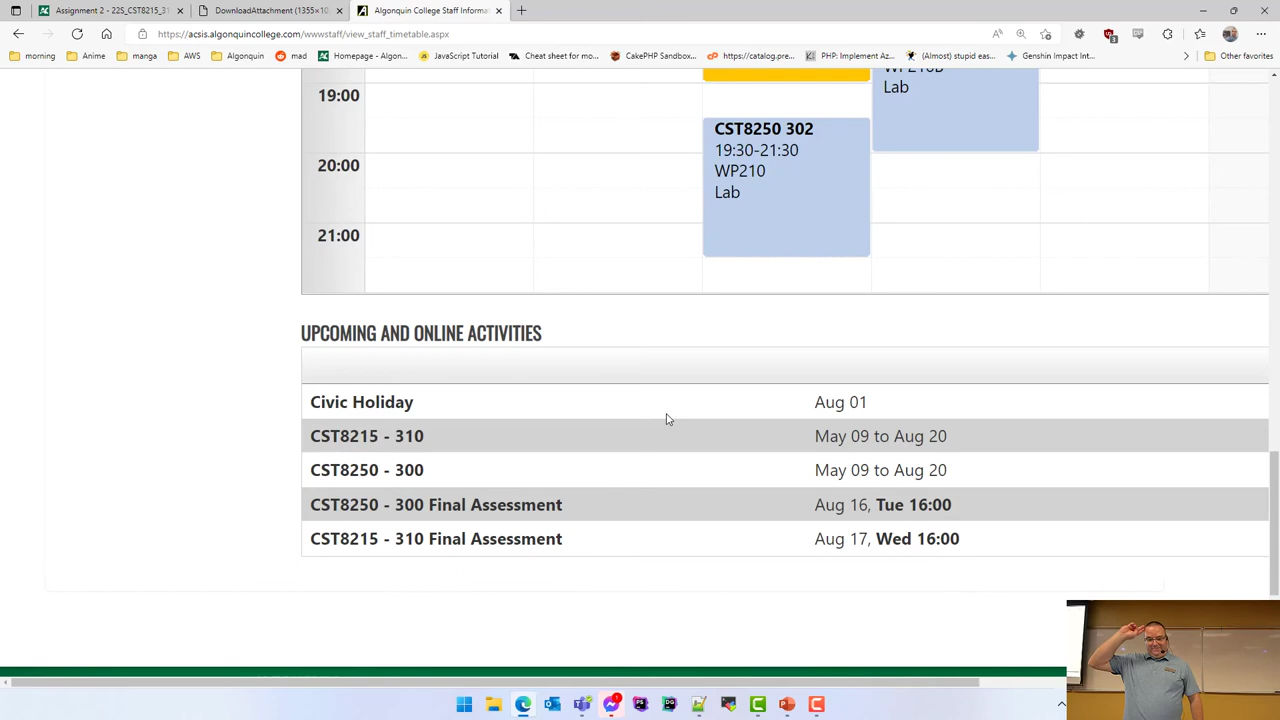 Assignment 2 - 22S_CST8215_31
DownloadAttachment (1355×10
Algonquin College Staff Informa
https://acsis.algonquincollege.com/wwwstaff/view_staff_timetable.aspx
morning
Anime
manga
AWS
Algonquin
mad
Homepage - Algon...
JavaScript Tutorial
Cheat sheet for mo...
CakePHP Sandbox...
https://catalog.pre...
PHP: Implement Az...
(Almost) stupid eas...
Genshin Impact Int...
Other favorites
Lab
19:00
CST8250 302
19:30-21:30
WP210
Lab
20:00
21:00
UPCOMING AND ONLINE ACTIVITIES
Civic Holiday Aug 01
CST8215 - 310 May 09 to Aug 20
CST8250 - 300 May 09 to Aug 20
CST8250 - 300 Final Assessment Aug 16, Tue 16:00
CST8215 - 310 Final Assessment Aug 17, Wed 16:00